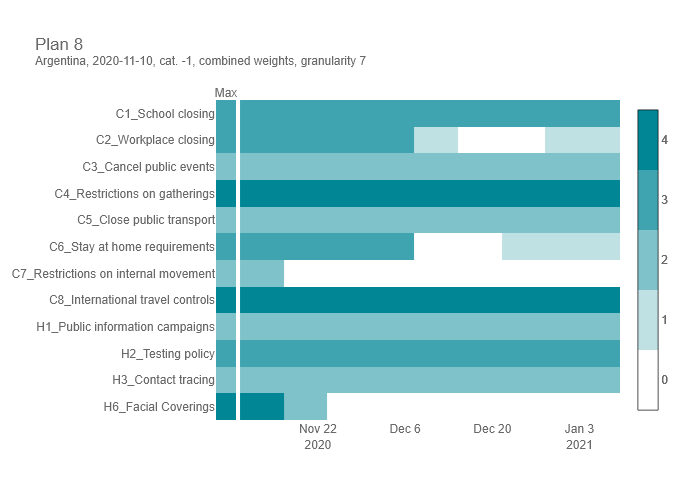 Plan 8
Argentina, 2020-11-10, cat. -1, combined weights, granularity 7
Max
C1_School closing
C2_Workplace closing
C3_Cancel public events
C4_Restrictions on gatherings
C5_Close public transport
C6_Stay at home requirements
C7_Restrictions on internal movement
C8_International travel controls
H1_Public information campaigns
H2_Testing policy
H3_Contact tracing
H6_Facial Coverings
Nov 22 Dec 6 Dec 20 Jan 3
2020 2021
4
3
2
1
0